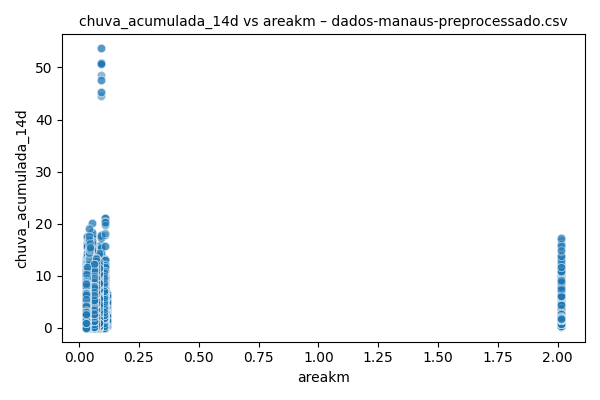 chuva_acumulada_14d vs areakm – dados-manaus-preprocessado.csv
chuva_acumulada_14d
50
40
30
20
10
0
0.00 0.25 0.50 0.75 1.00 1.25 1.50 1.75 2.00
areakm